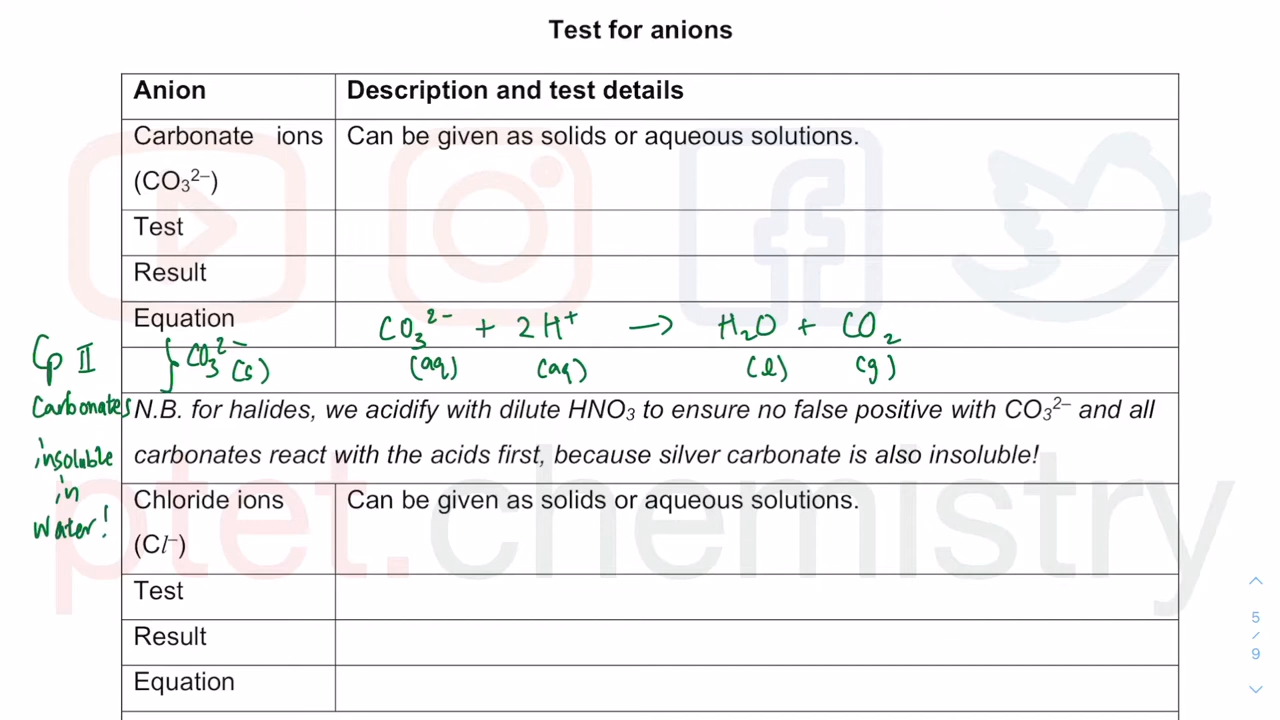 Test for anions
Anion Description and test details
Carbonate ions Can be given as solids or aqueous solutions.
(CO₃²⁻)
Test
Result
Equation
CO₃²⁻ + 2H⁺ → H₂O + CO₂
(aq) (aq) (l) (g)
} CO₃²⁻ (s)
Gp II
Carbonates
insoluble
in
water!
N.B. for halides, we acidify with dilute HNO₃ to ensure no false positive with CO₃²⁻ and all
carbonates react with the acids first, because silver carbonate is also insoluble!
Chloride ions Can be given as solids or aqueous solutions.
(Cl⁻)
Test
Result
Equation
ptet.chemistry
5
/
9